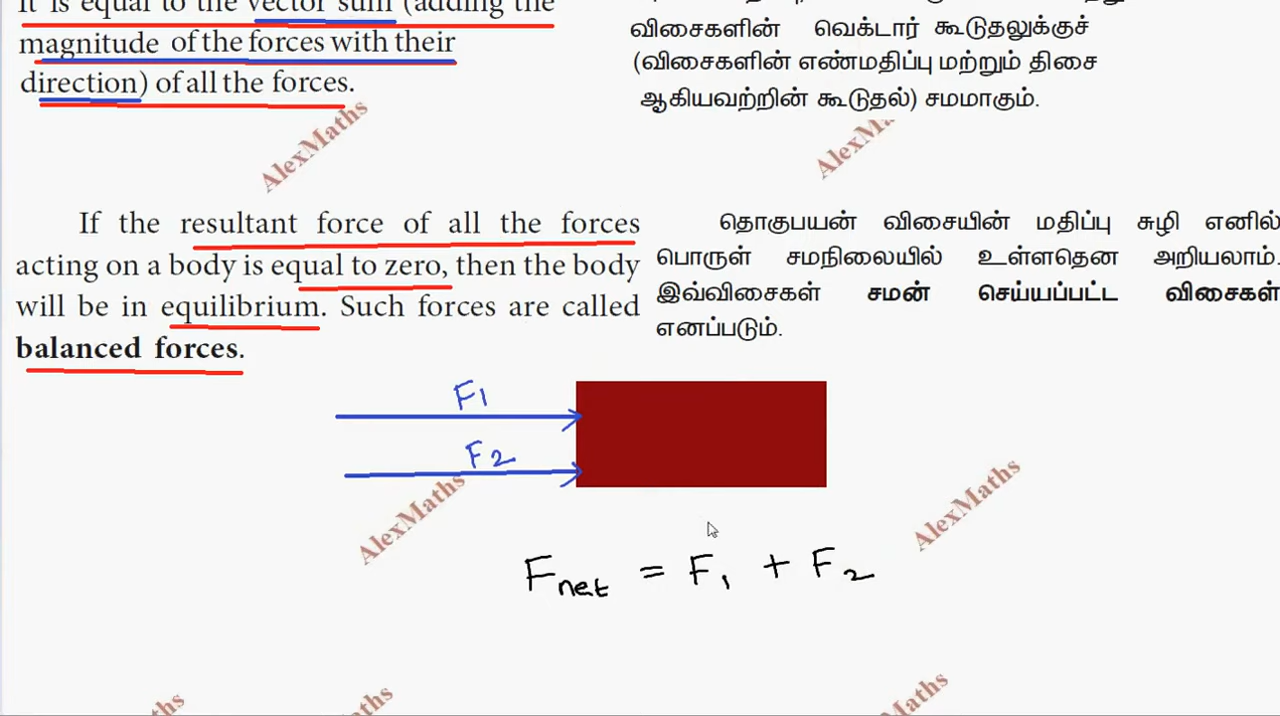 It is equal to the vector sum (adding the
magnitude of the forces with their
direction) of all the forces.
விசைகளின் வெக்டார் கூடுதலுக்குச்
(விசைகளின் எண்மதிப்பு மற்றும் திசை
ஆகியவற்றின் கூடுதல்) சமமாகும்.
AlexMaths
AlexMaths
If the resultant force of all the forces
acting on a body is equal to zero, then the body
will be in equilibrium. Such forces are called
balanced forces.
தொகுபயன் விசையின் மதிப்பு சுழி எனில்
பொருள் சமநிலையில் உள்ளதென அறியலாம்.
இவ்விசைகள் சமன் செய்யப்பட்ட விசைகள்
எனப்படும்.
F1
F2
AlexMaths
AlexMaths
Fnet = F1 + F2
AlexMaths